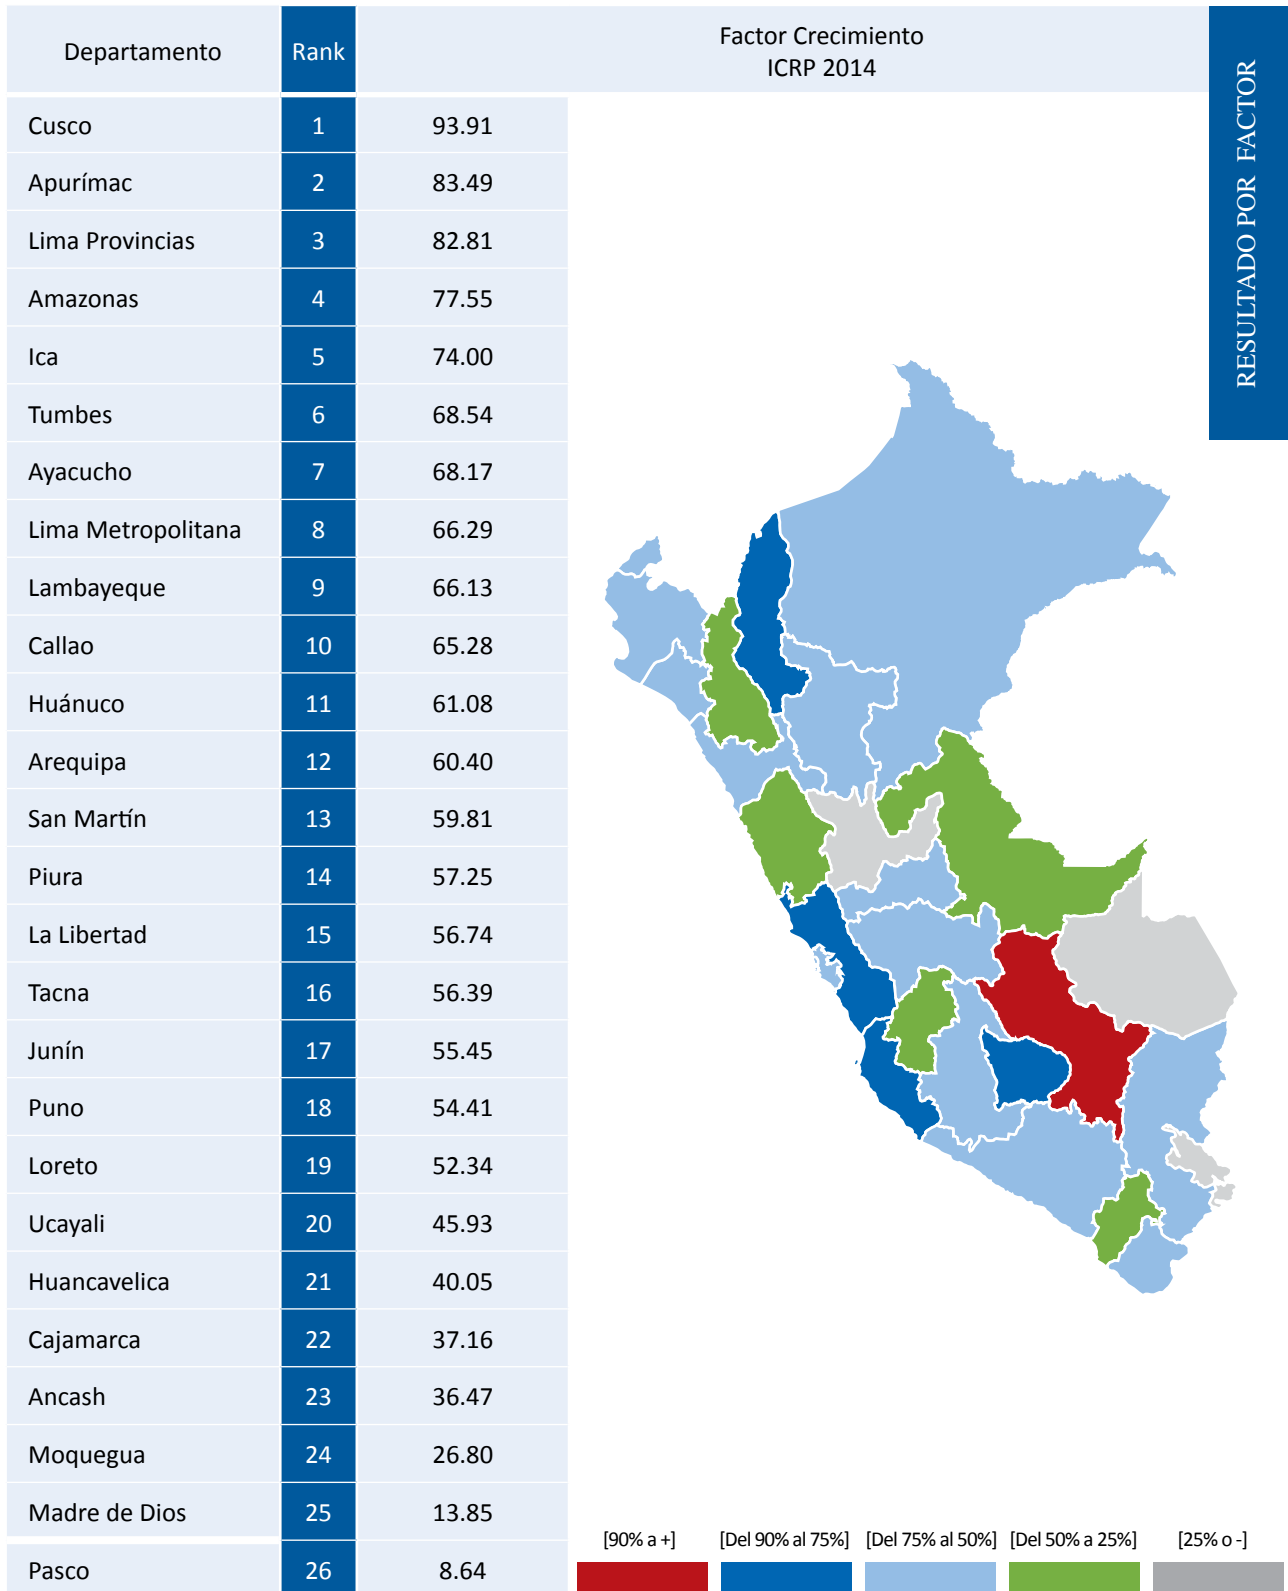 Departamento Rank Factor Crecimiento
ICRP 2014
RESULTADO POR FACTOR
Cusco 1 93.91
Apurímac 2 83.49
Lima Provincias 3 82.81
Amazonas 4 77.55
Ica 5 74.00
Tumbes 6 68.54
Ayacucho 7 68.17
Lima Metropolitana 8 66.29
Lambayeque 9 66.13
Callao 10 65.28
Huánuco 11 61.08
Arequipa 12 60.40
San Martín 13 59.81
Piura 14 57.25
La Libertad 15 56.74
Tacna 16 56.39
Junín 17 55.45
Puno 18 54.41
Loreto 19 52.34
Ucayali 20 45.93
Huancavelica 21 40.05
Cajamarca 22 37.16
Ancash 23 36.47
Moquegua 24 26.80
Madre de Dios 25 13.85
Pasco 26 8.64
[90% a +] [Del 90% al 75%] [Del 75% al 50%] [Del 50% a 25%] [25% o -]